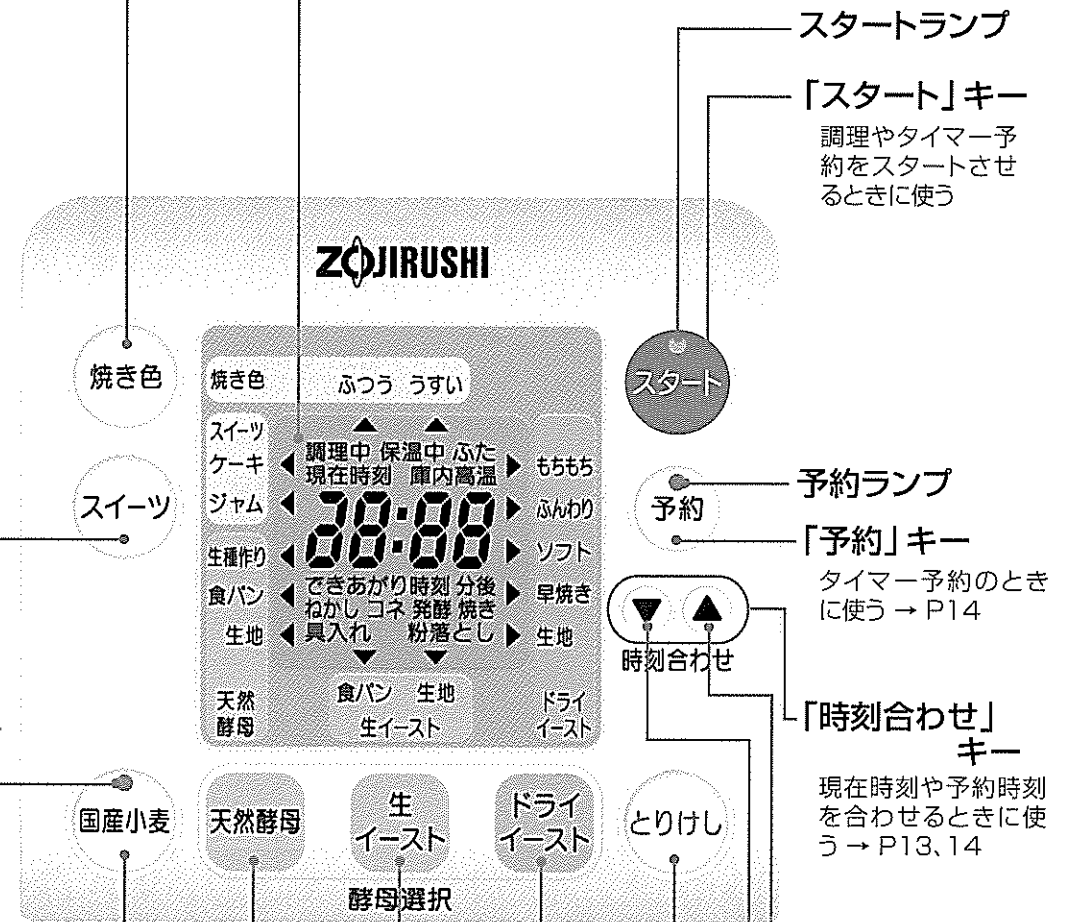 スタートランプ
「スタート」キー
調理やタイマー予
約をスタートさせ
るときに使う
ZOJIRUSHI
焼き色
焼き色 ふつう うすい
スタート
スイーツ
ケーキ
ジャム
生種作り
食パン
生地
天然
酵母
調理中 保温中 ふた
現在時刻 庫内高温
88:88
できあがり時刻 分後
ねかし コネ 発酵 焼き
具入れ 粉落とし
食パン 生地
生イースト
もちもち
ふんわり
ソフト
早焼き
生地
ドライ
イースト
スイーツ
予約
予約ランプ
「予約」キー
タイマー予約のとき
に使う→P14
▼ ▲
時刻合わせ
「時刻合わせ」
キー
現在時刻や予約時刻
を合わせるときに使
う→P13、14
国産小麦
天然酵母
生
イースト
ドライ
イースト
とりけし
酵母選択